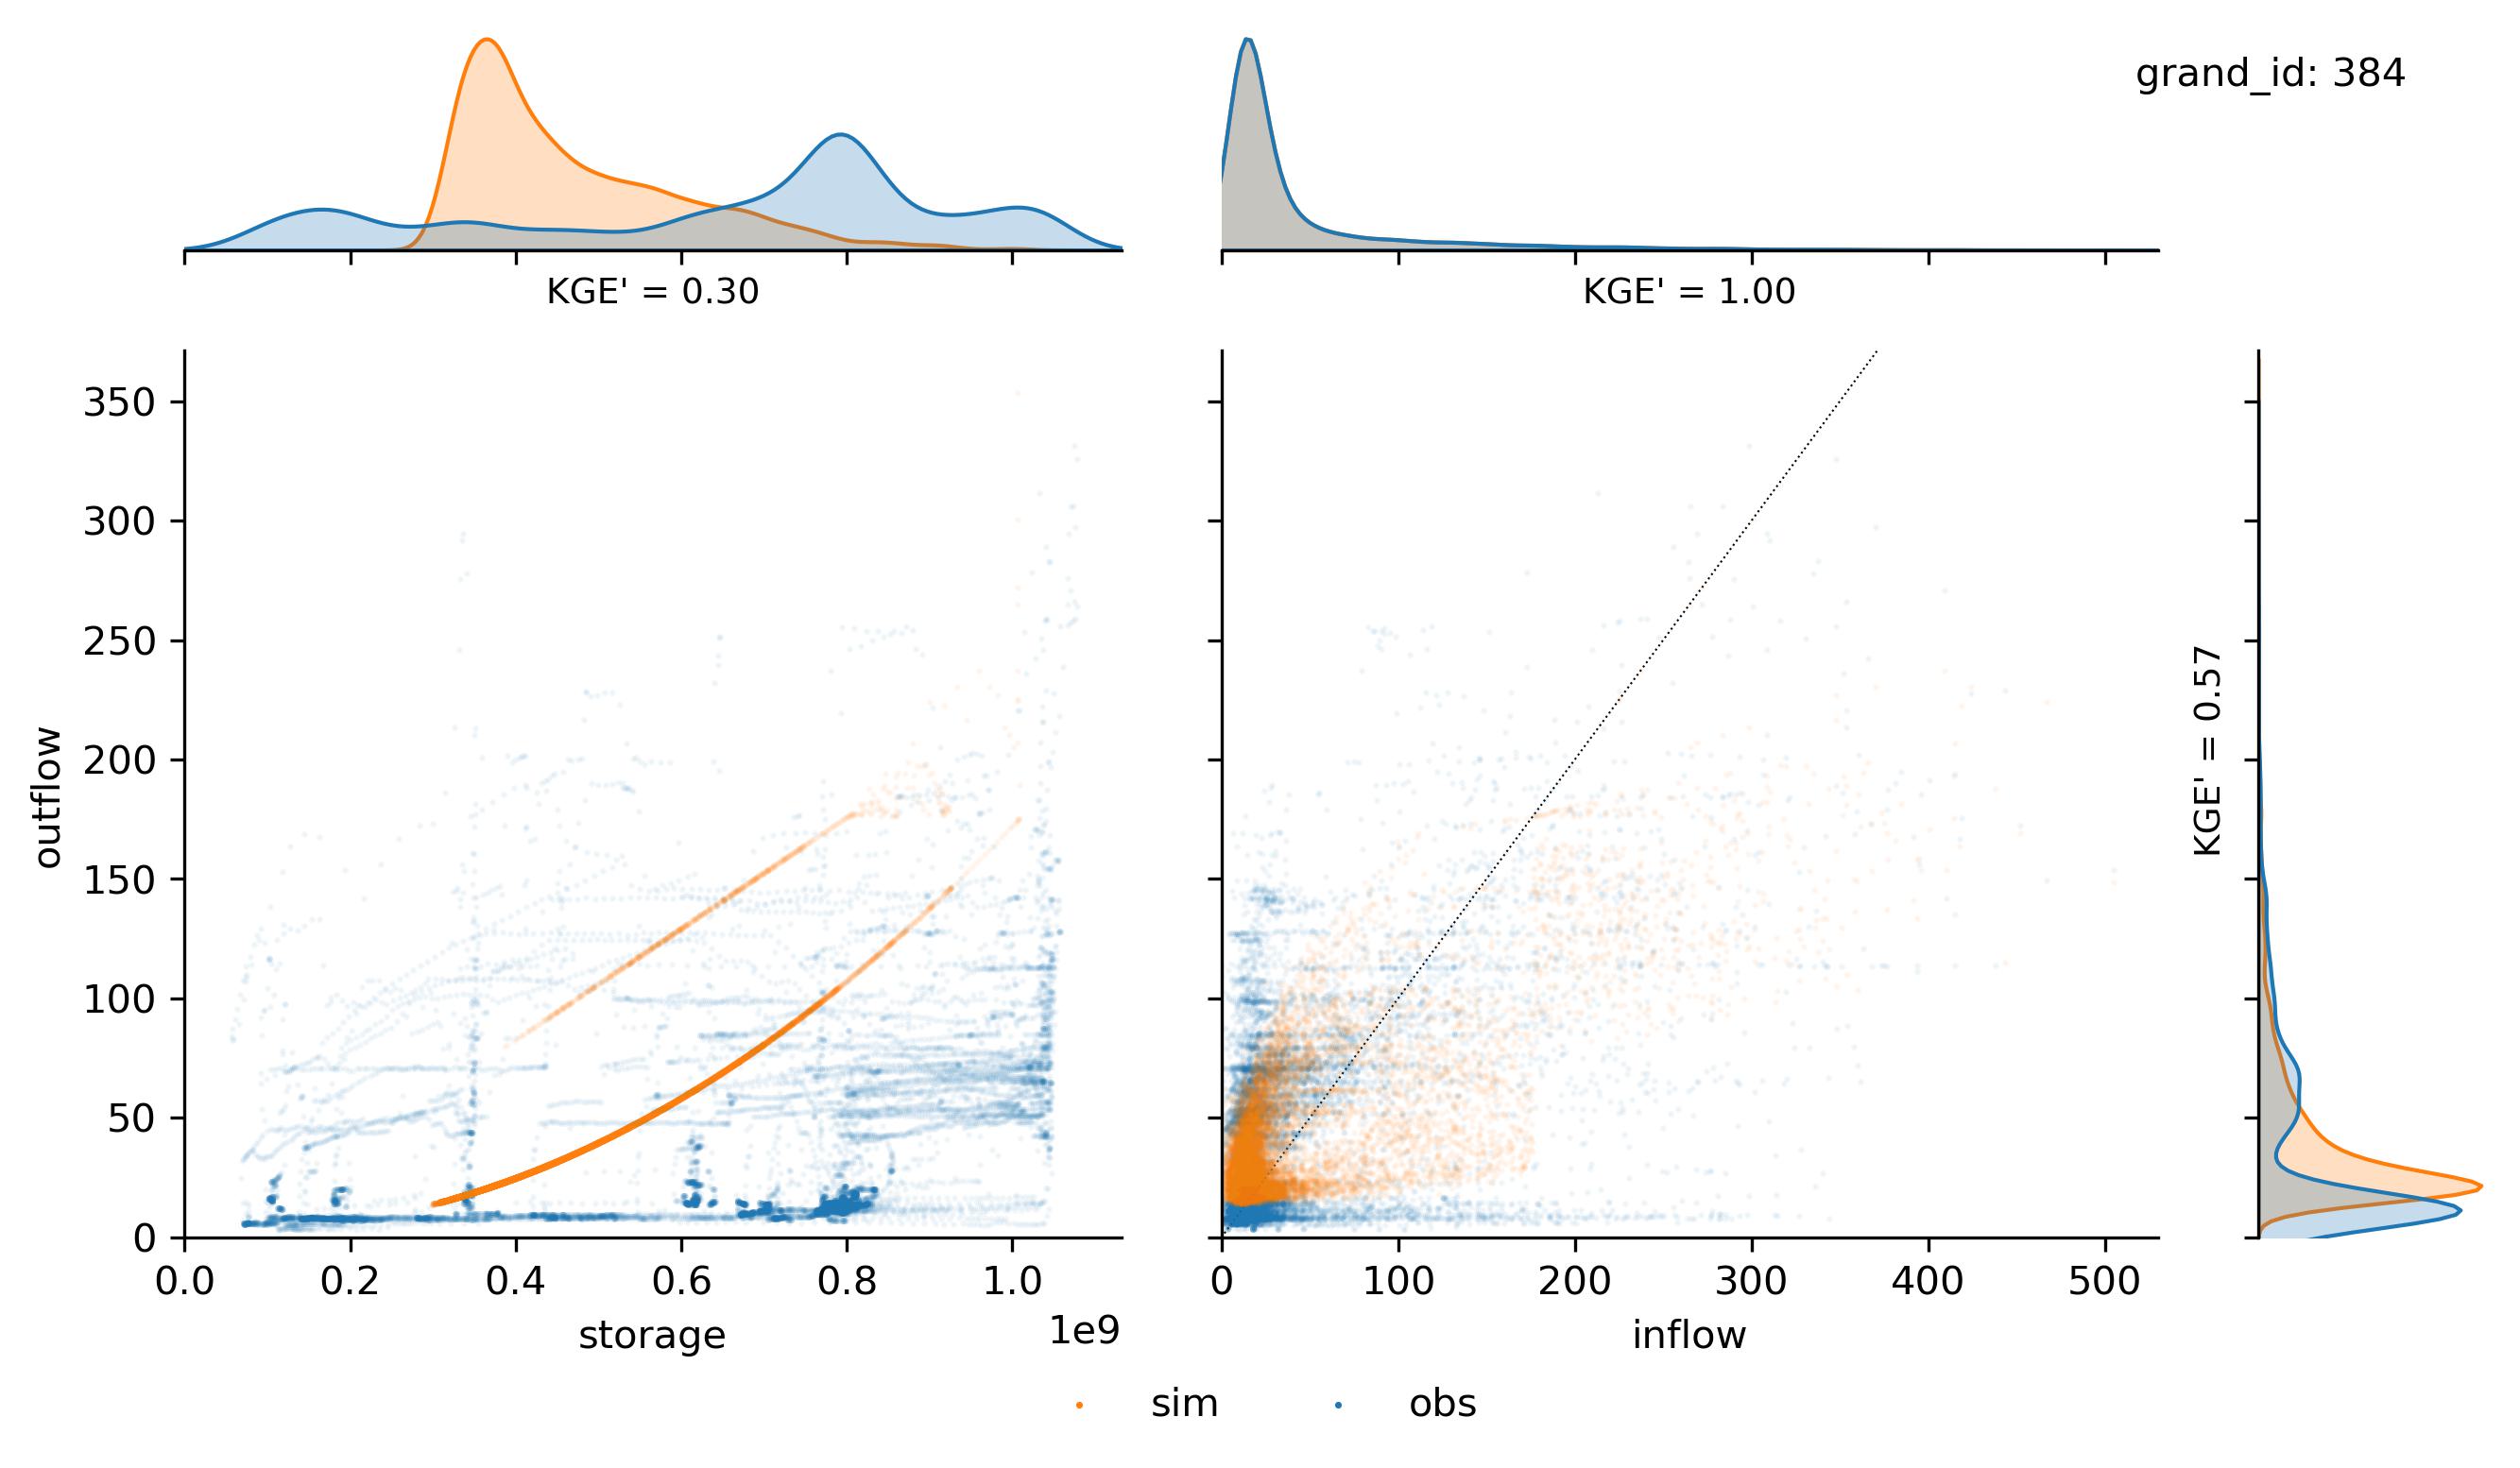 grand_id: 384
KGE' = 0.30
KGE' = 1.00
350
300
250
200
150
100
50
0
outflow
KGE' = 0.57
0.0 0.2 0.4 0.6 0.8 1.0
0 100 200 300 400 500
storage
1e9
inflow
sim obs